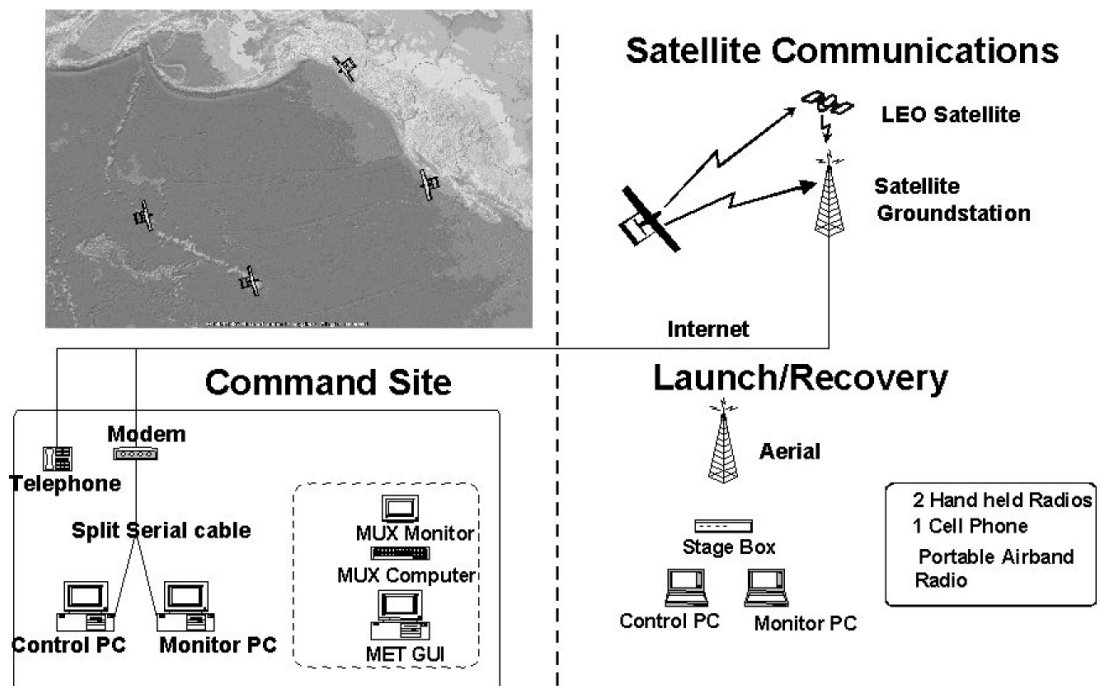 Satellite Communications
LEO Satellite
Satellite
Groundstation
Internet
Command Site
Modem
Telephone
Split Serial cable
Control PC
Monitor PC
MUX Monitor
MUX Computer
MET GUI
Launch/Recovery
Aerial
Stage Box
Control PC
Monitor PC
2 Hand held Radios
1 Cell Phone
Portable Airband
Radio